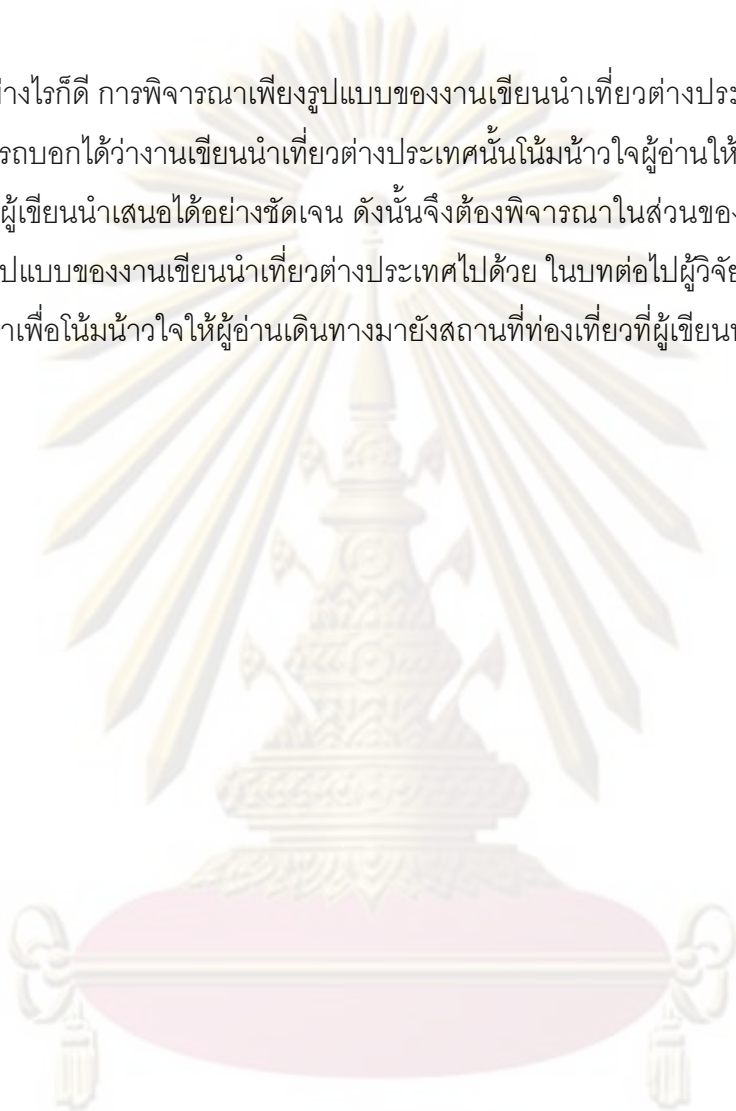 างไรก็ดี การพิจารณาเพียงรูปแบบของงานเขียนนำเที่ยวต่างประ
รถบอกได้ว่างานเขียนนำเที่ยวต่างประเทศนั้นโน้มน้าวใจผู้อ่านให้
ผู้เขียนนำเสนอได้อย่างชัดเจน ดังนั้นจึงต้องพิจารณาในส่วนของ
ปแบบของงานเขียนนำเที่ยวต่างประเทศไปด้วย ในบทต่อไปผู้วิจัย
าเพื่อโน้มน้าวใจให้ผู้อ่านเดินทางมายังสถานที่ท่องเที่ยวที่ผู้เขียน